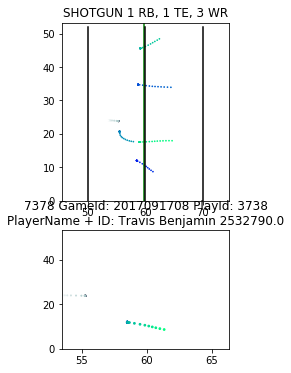 SHOTGUN 1 RB, 1 TE, 3 WR
50
40
30
20
10
0
50 60 70
7378 GameId: 2017091708 PlayId: 3738
PlayerName + ID: Travis Benjamin 2532790.0
40
20
0
55 60 65